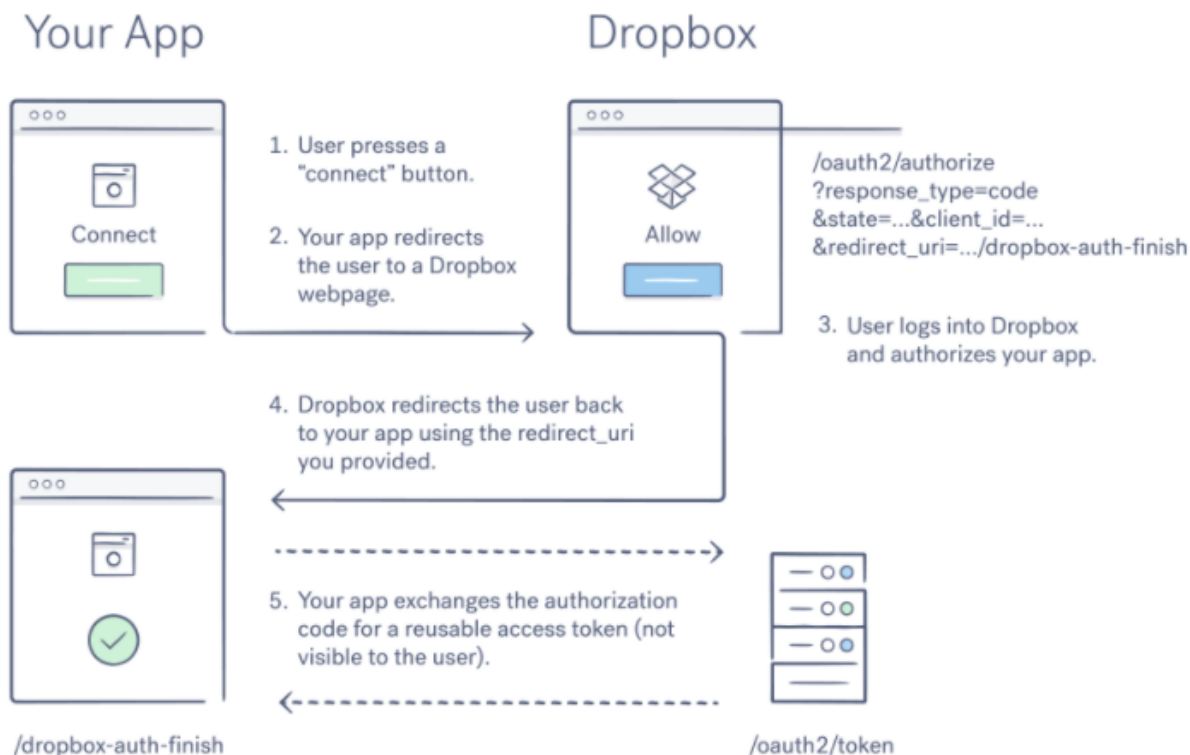 Your App
Dropbox
1. User presses a
"connect" button.
Connect
2. Your app redirects
the user to a Dropbox
webpage.
Allow
/oauth2/authorize
?response_type=code
&state=...&client_id=...
&redirect_uri=.../dropbox-auth-finish
3. User logs into Dropbox
and authorizes your app.
4. Dropbox redirects the user back
to your app using the redirect_uri
you provided.
5. Your app exchanges the authorization
code for a reusable access token (not
visible to the user).
/dropbox-auth-finish
/oauth2/token